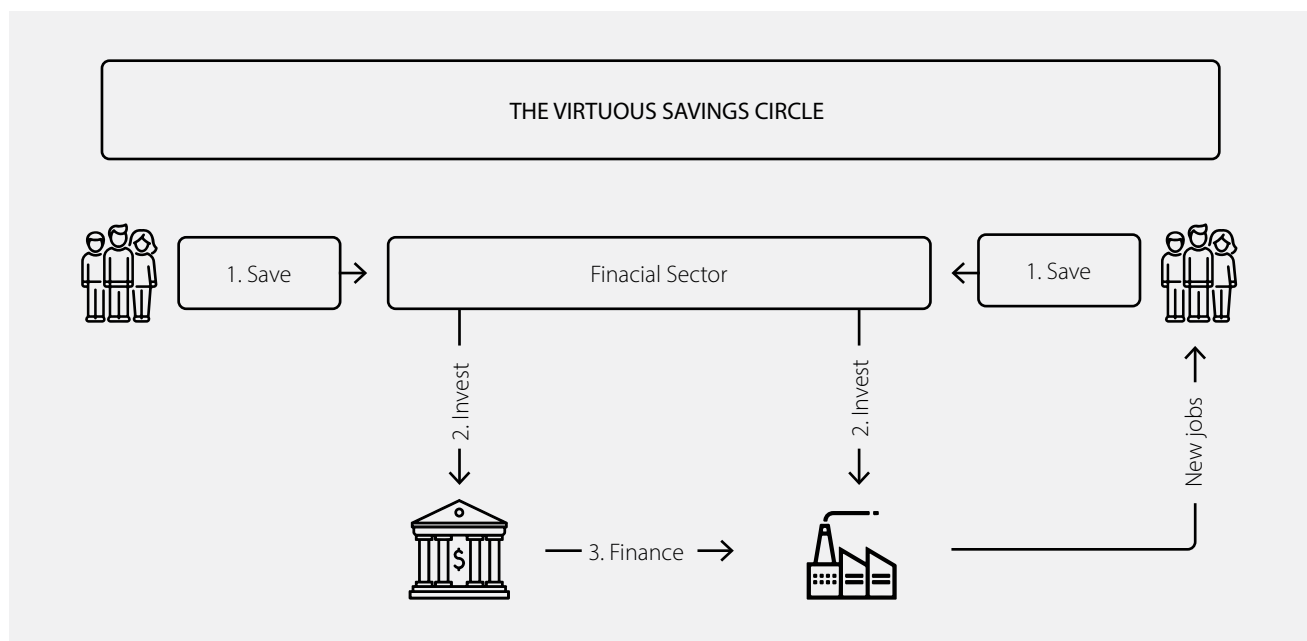 THE VIRTUOUS SAVINGS CIRCLE
1. Save
Finacial Sector
1. Save
2. Invest
2. Invest
New jobs
$
3. Finance